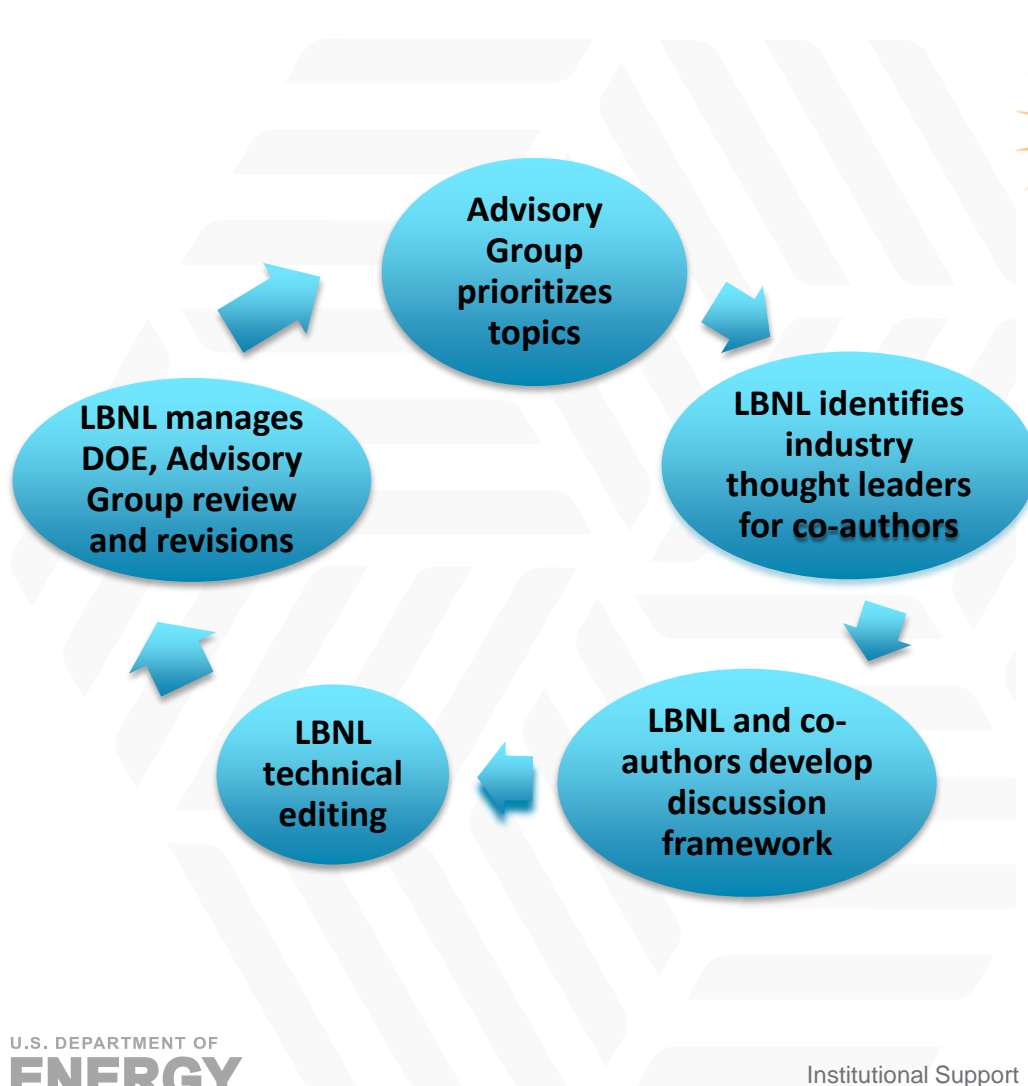 Advisory
Group
prioritizes
topics
LBNL identifies
industry
thought leaders
for co-authors
LBNL and co-
authors develop
discussion
framework
LBNL
technical
editing
LBNL manages
DOE, Advisory
Group review
and revisions
U.S. DEPARTMENT OF
ENERGY
Institutional Support